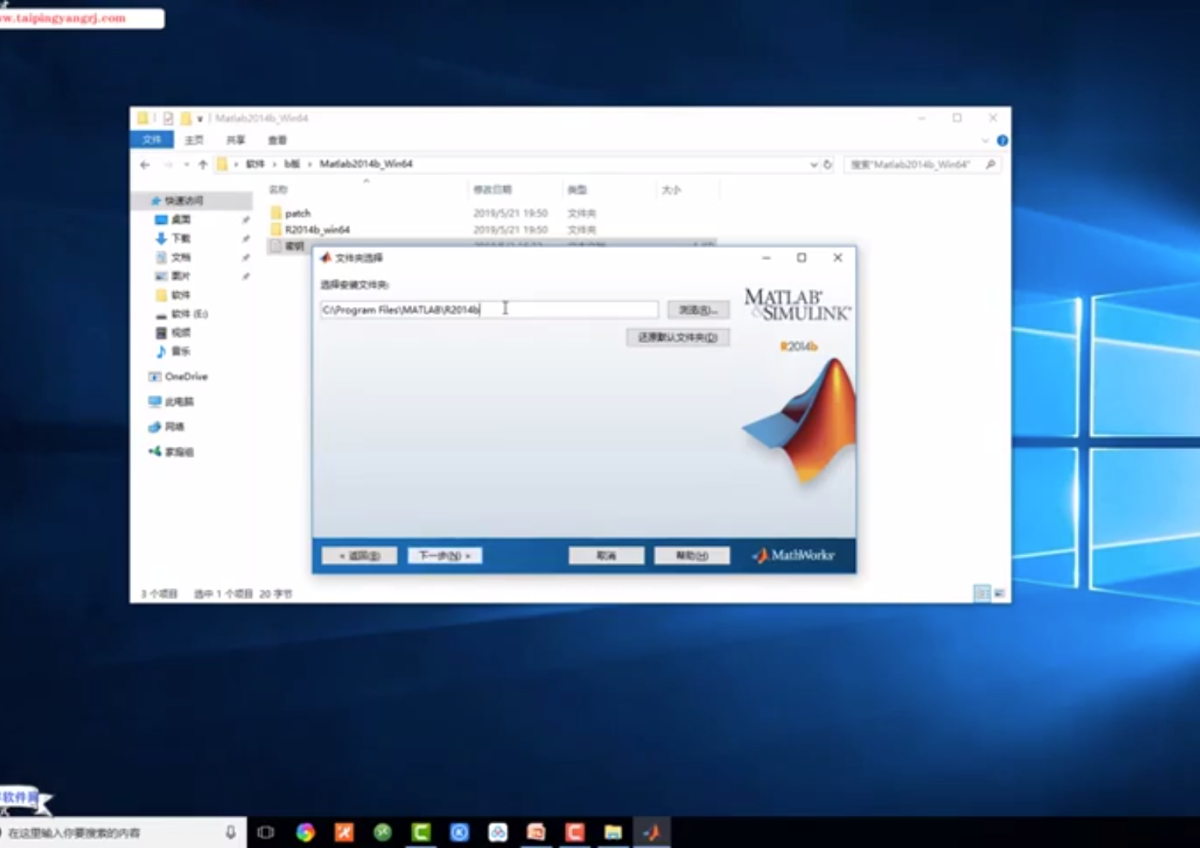 w.taipingyangrj.com
Matlab2014b_Win64
文件 主页 共享 查看
软件 › b版 › Matlab2014b_Win64
搜索"Matlab2014b_Win64"
名称 修改日期 类型 大小
快速访问
桌面
下载
文档
图片
软件
软件 (E:)
视频
音乐
OneDrive
此电脑
网络
家庭组
patch 2019/5/21 19:50 文件夹
R2014b_win64 2019/5/21 19:50 文件夹
密钥
文件夹选择
选择安装文件夹:
C:\Program Files\MATLAB\R2014b
浏览(R)...
还原默认文件夹(D)
MATLAB®
&SIMULINK®
R2014b
< 返回(B) 下一步(N) > 取消 帮助(H)
MathWorks
3 个项目 选中 1 个项目 20 字节
软件网
在这里输入你要搜索的内容